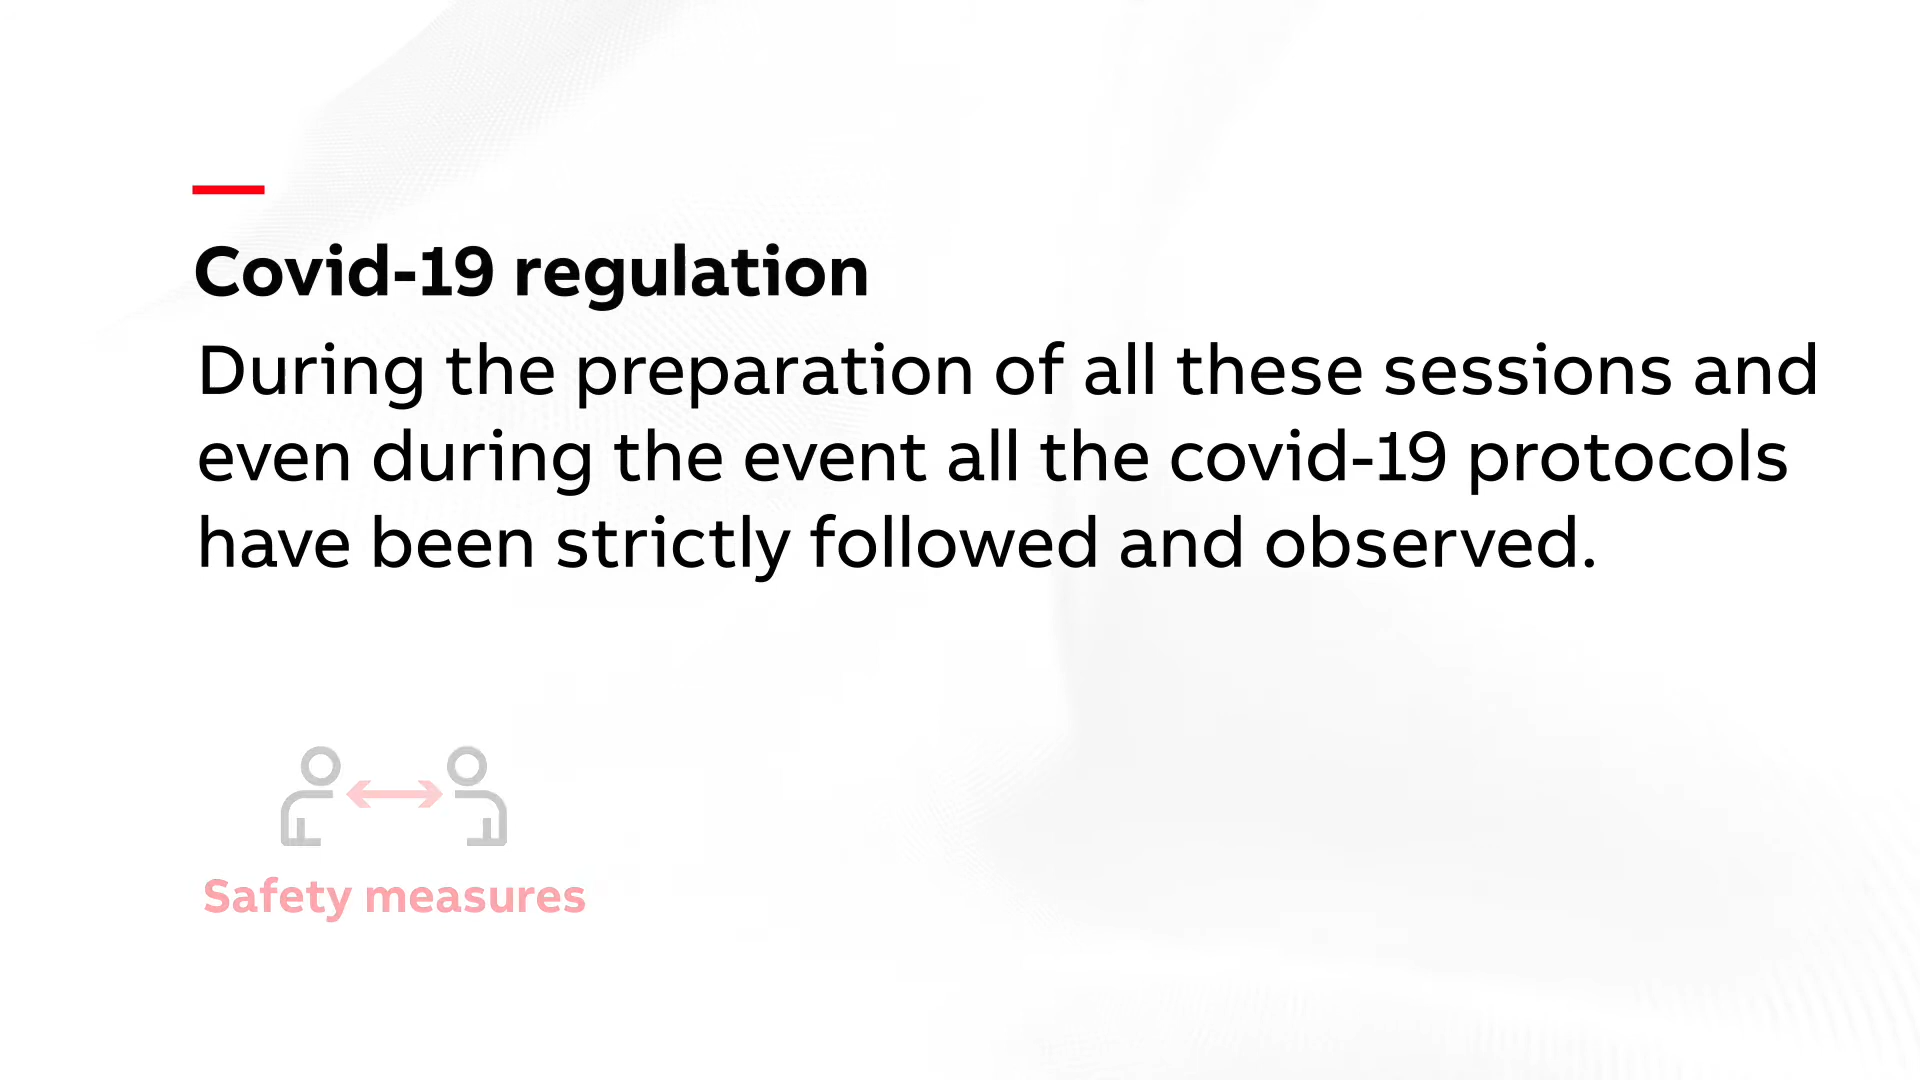 Covid-19 regulation
During the preparation of all these sessions and
even during the event all the covid-19 protocols
have been strictly followed and observed.
Safety measures